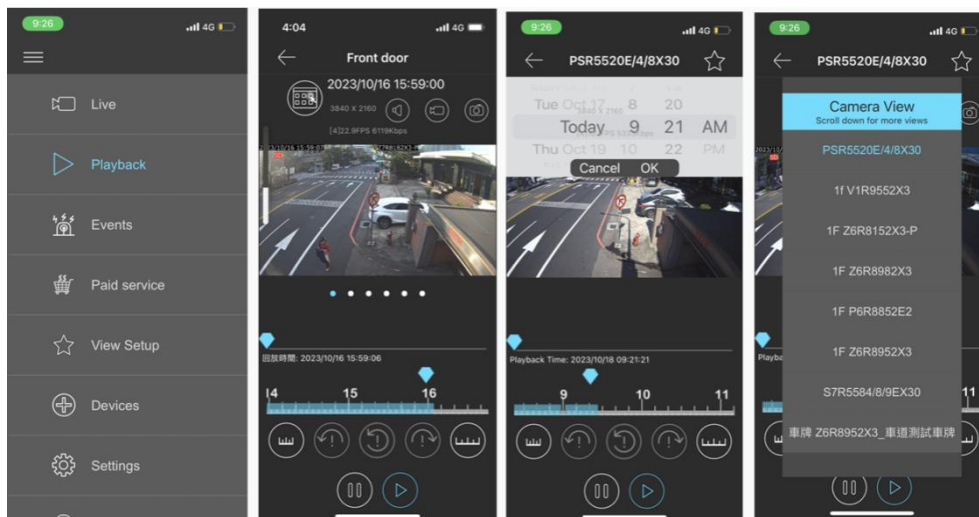 9:26
4G
Live
Playback
Events
Paid service
View Setup
Devices
Settings
4:04
4G
Front door
2023/10/16 15:59:00
3840 X 2160
[4]22.9FPS 6119Kbps
回放時間: 2023/10/16 15:59:06
14 15 16
9:26
4G
PSR5520E/4/8X30
Tue Oct 17 8 20
Today 9 21 AM
Thu Oct 19 10 22 PM
Cancel OK
Playback Time: 2023/10/18 09:21:21
9 10 11
9:26
4G
PSR5520E/4/8X30
Camera View
Scroll down for more views
PSR5520E/4/8X30
1f V1R9552X3
1F Z6R8152X3-P
1F Z6R8982X3
1F P6R8852E2
1F Z6R8952X3
S7R5584/8/9EX30
車牌 Z6R8952X3_車道測試車牌
Playba
11